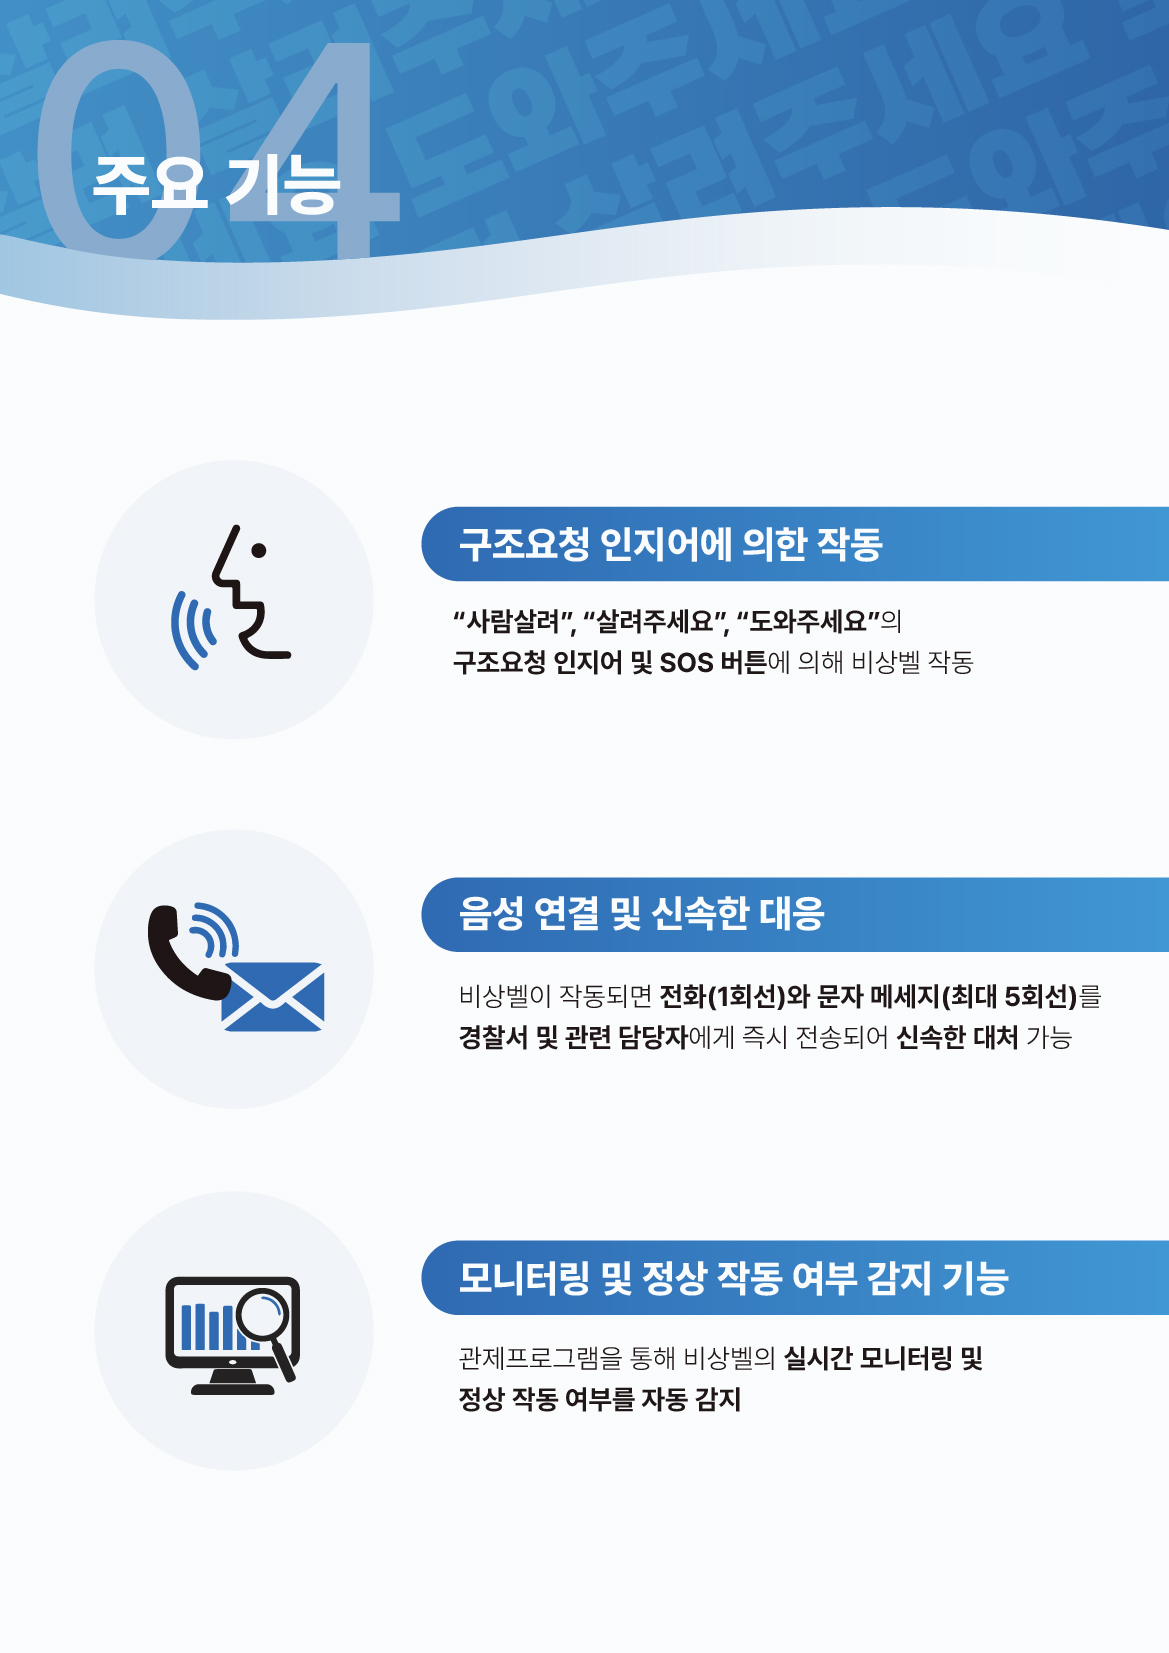 04
주요 기능
구조요청 인지어에 의한 작동
“사람살려”, “살려주세요”, “도와주세요”의
구조요청 인지어 및 SOS 버튼에 의해 비상벨 작동
음성 연결 및 신속한 대응
비상벨이 작동되면 전화(1회선)와 문자 메세지(최대 5회선)를
경찰서 및 관련 담당자에게 즉시 전송되어 신속한 대처 가능
모니터링 및 정상 작동 여부 감지 기능
관제프로그램을 통해 비상벨의 실시간 모니터링 및
정상 작동 여부를 자동 감지